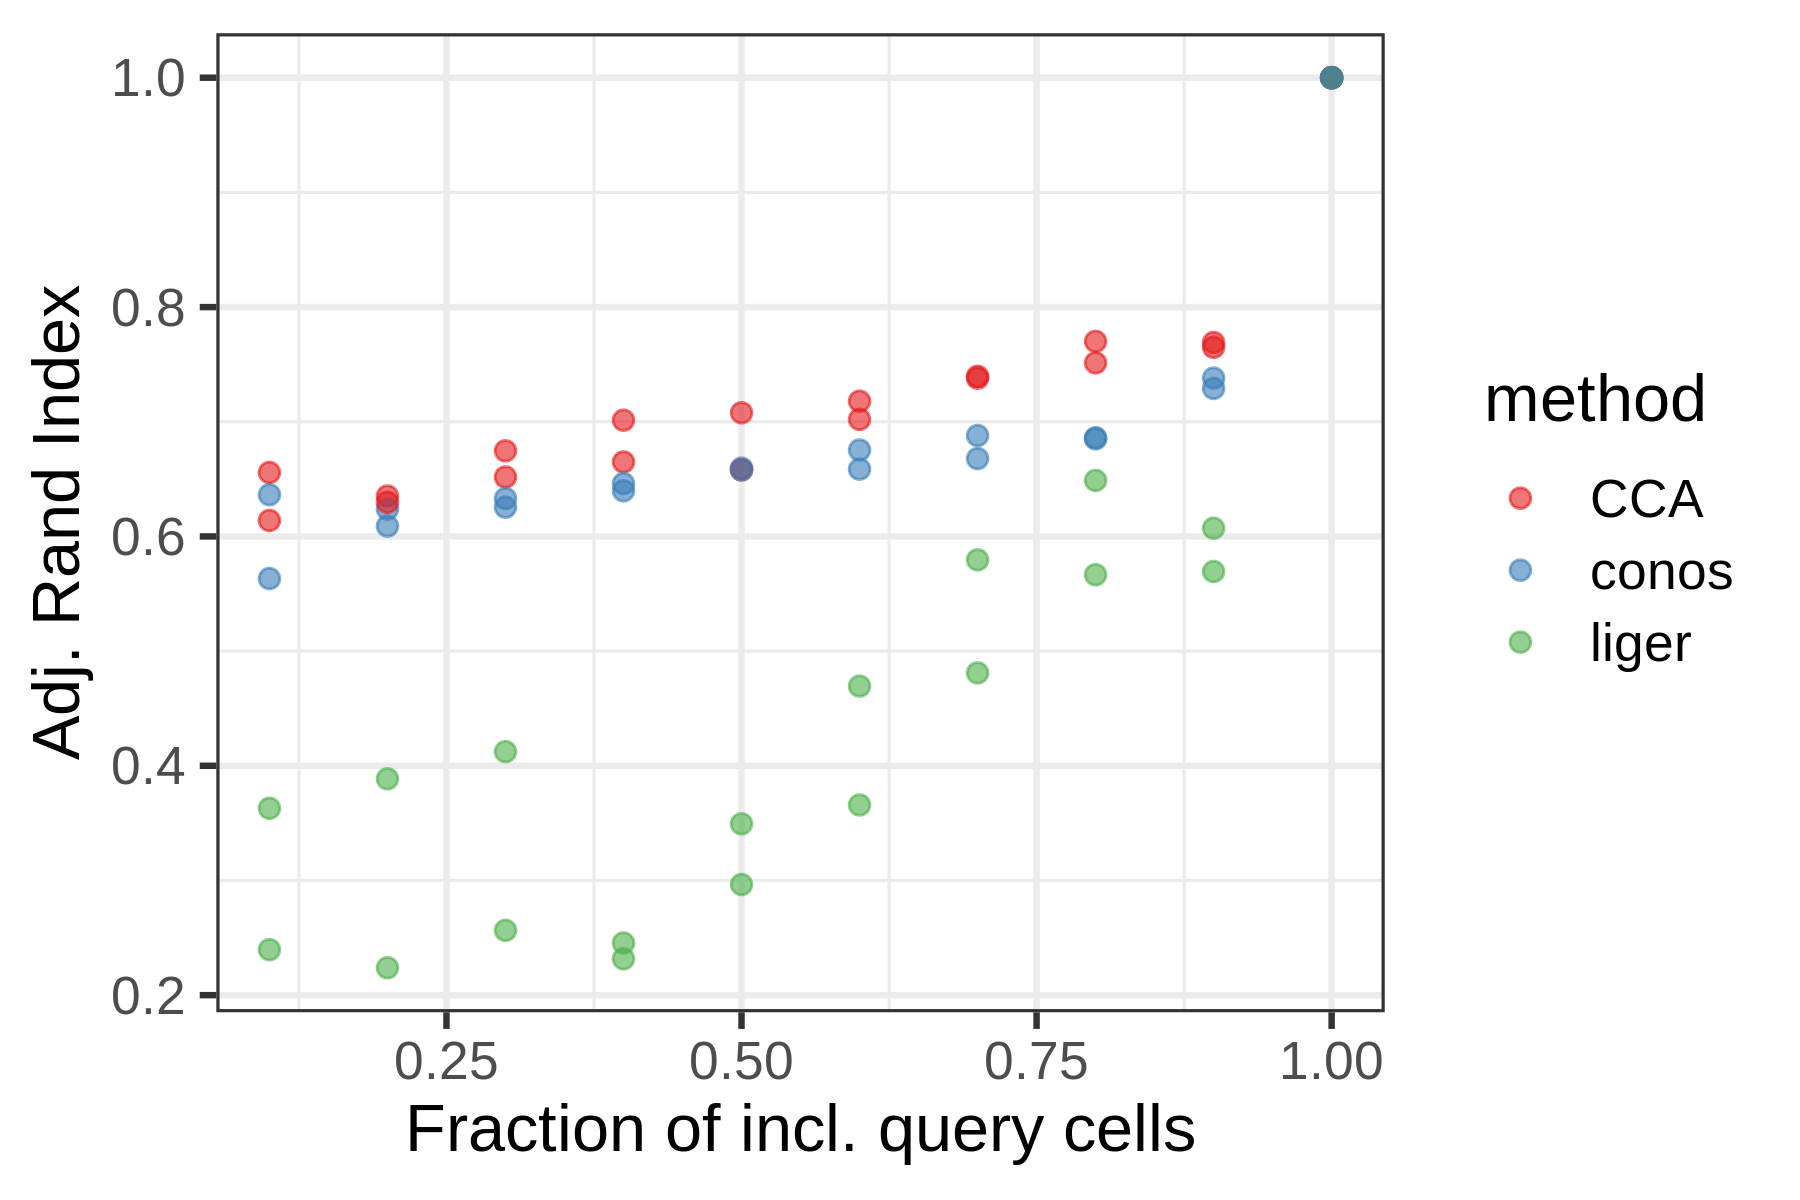 1.0
0.8
0.6
0.4
0.2
Adj. Rand Index
0.25 0.50 0.75 1.00
Fraction of incl. query cells
method
CCA
conos
liger